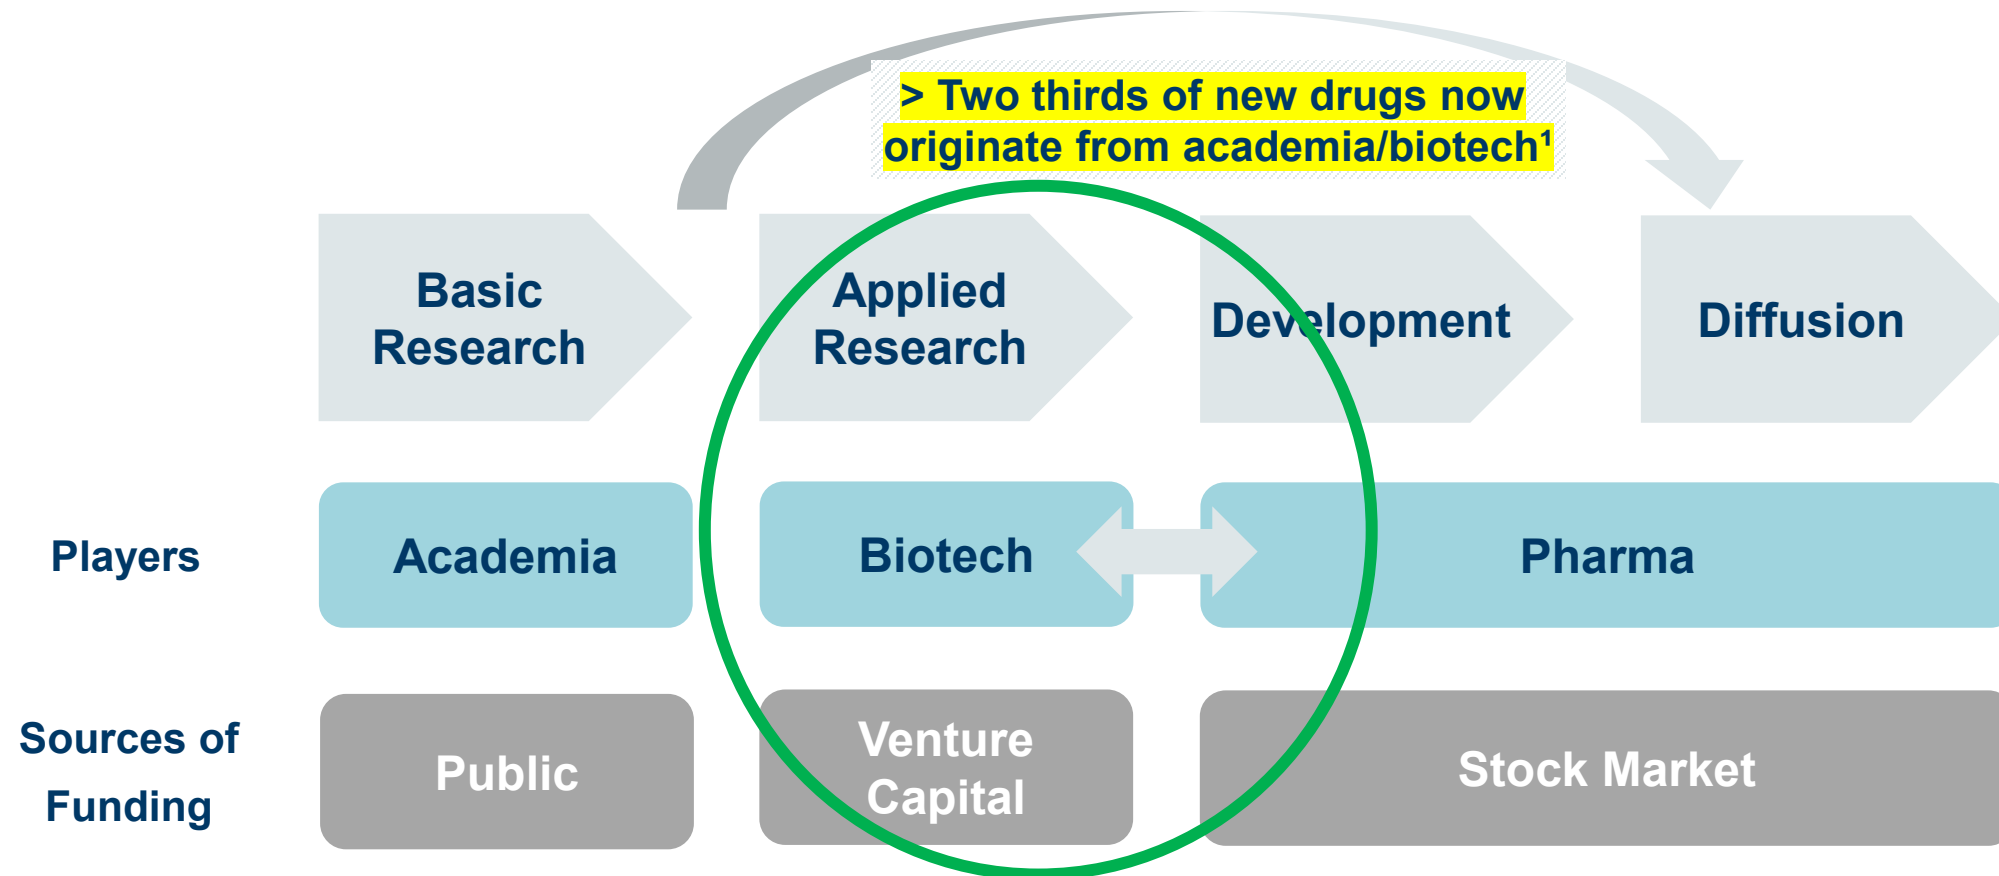 > Two thirds of new drugs now
originate from academia/biotech¹
Basic
Research
Applied
Research
Development
Diffusion
Players
Academia
Biotech
Pharma
Sources of
Funding
Public
Venture
Capital
Stock Market